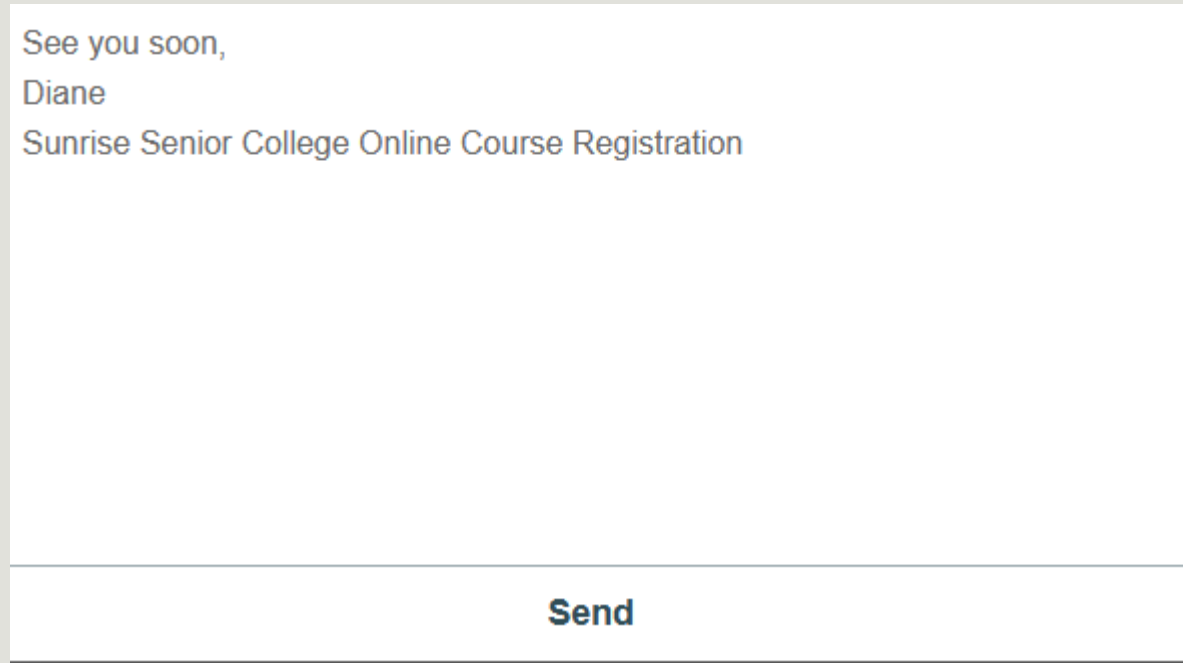 See you soon,
Diane
Sunrise Senior College Online Course Registration
Send